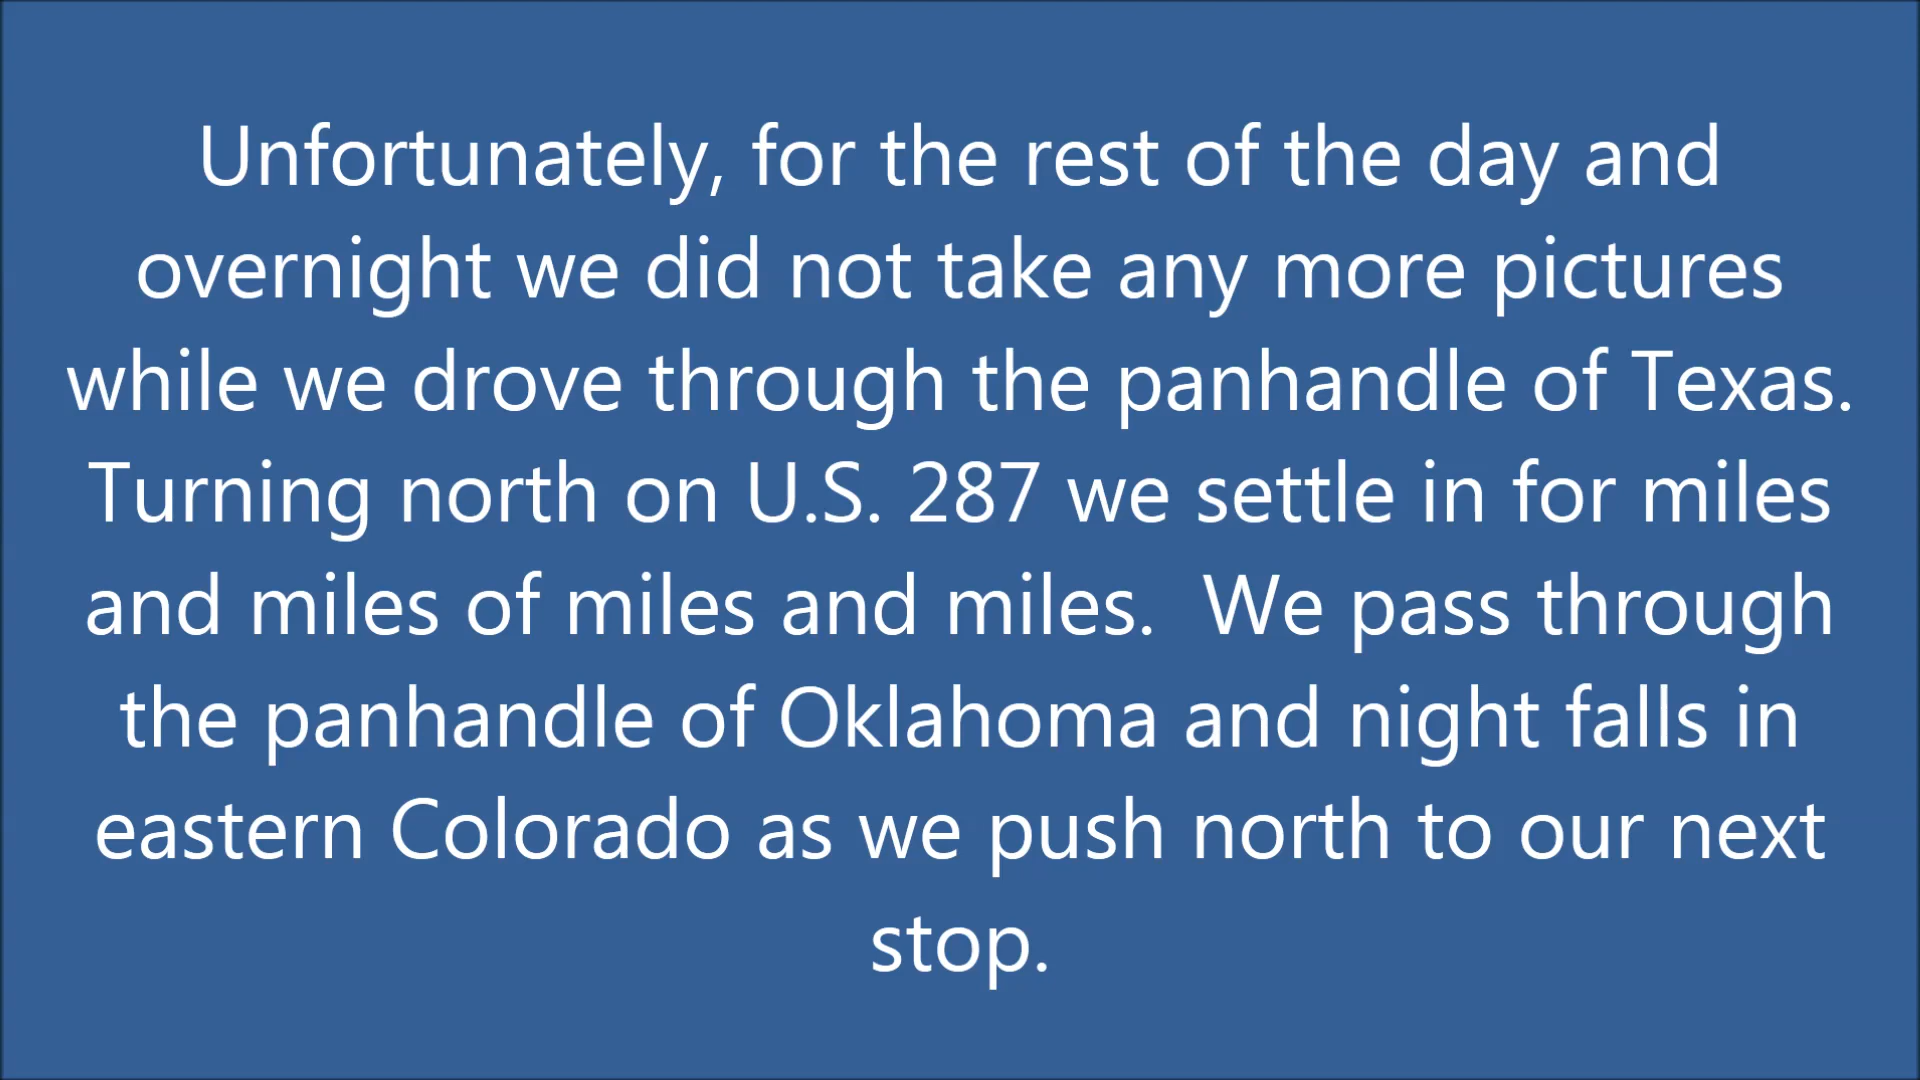 Unfortunately, for the rest of the day and
overnight we did not take any more pictures
while we drove through the panhandle of Texas.
Turning north on U.S. 287 we settle in for miles
and miles of miles and miles.  We pass through
the panhandle of Oklahoma and night falls in
eastern Colorado as we push north to our next
stop.